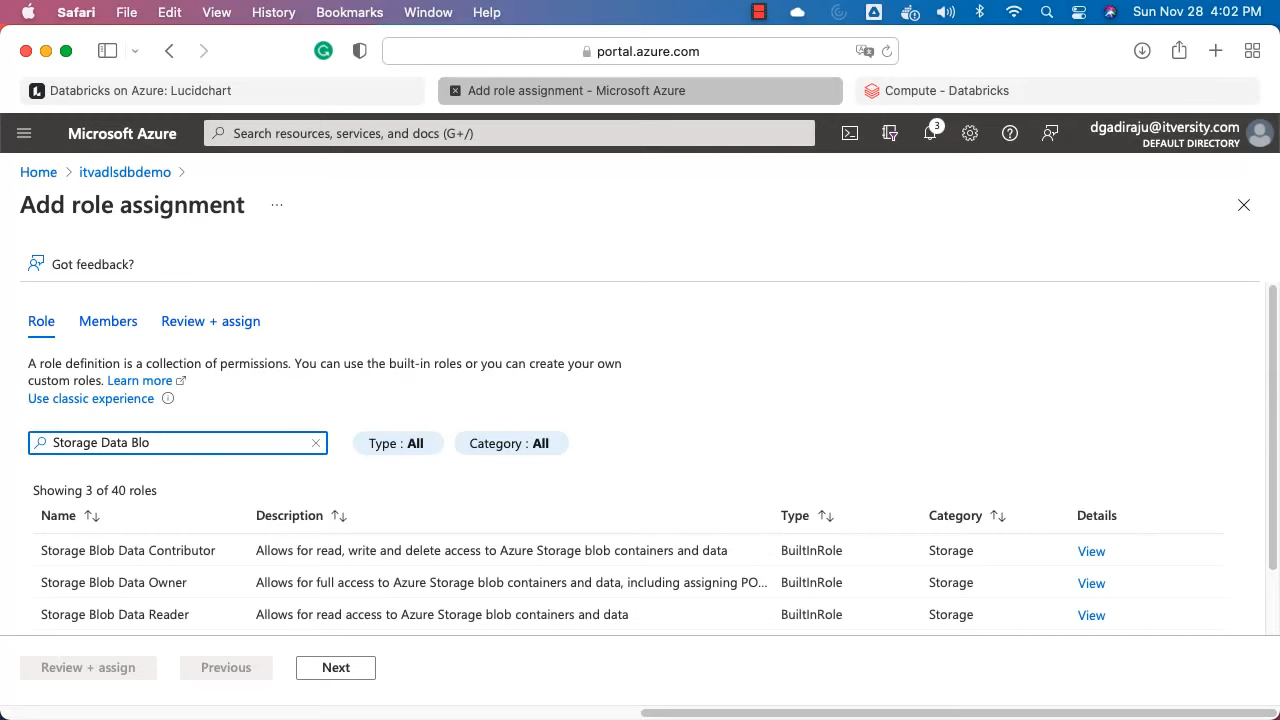 Safari File Edit View History Bookmarks Window Help Sun Nov 28 4:02 PM
portal.azure.com
Databricks on Azure: Lucidchart Add role assignment - Microsoft Azure Compute - Databricks
Microsoft Azure Search resources, services, and docs (G+/) 3 dgadiraju@itversity.com
DEFAULT DIRECTORY
Home > itvadlsdbdemo >
Add role assignment ...
Got feedback?
Role Members Review + assign
A role definition is a collection of permissions. You can use the built-in roles or you can create your own
custom roles. Learn more
Use classic experience
Storage Data Blo Type : All Category : All
Showing 3 of 40 roles
Name Description Type Category Details
Storage Blob Data Contributor Allows for read, write and delete access to Azure Storage blob containers and data BuiltInRole Storage View
Storage Blob Data Owner Allows for full access to Azure Storage blob containers and data, including assigning PO... BuiltInRole Storage View
Storage Blob Data Reader Allows for read access to Azure Storage blob containers and data BuiltInRole Storage View
Review + assign Previous Next